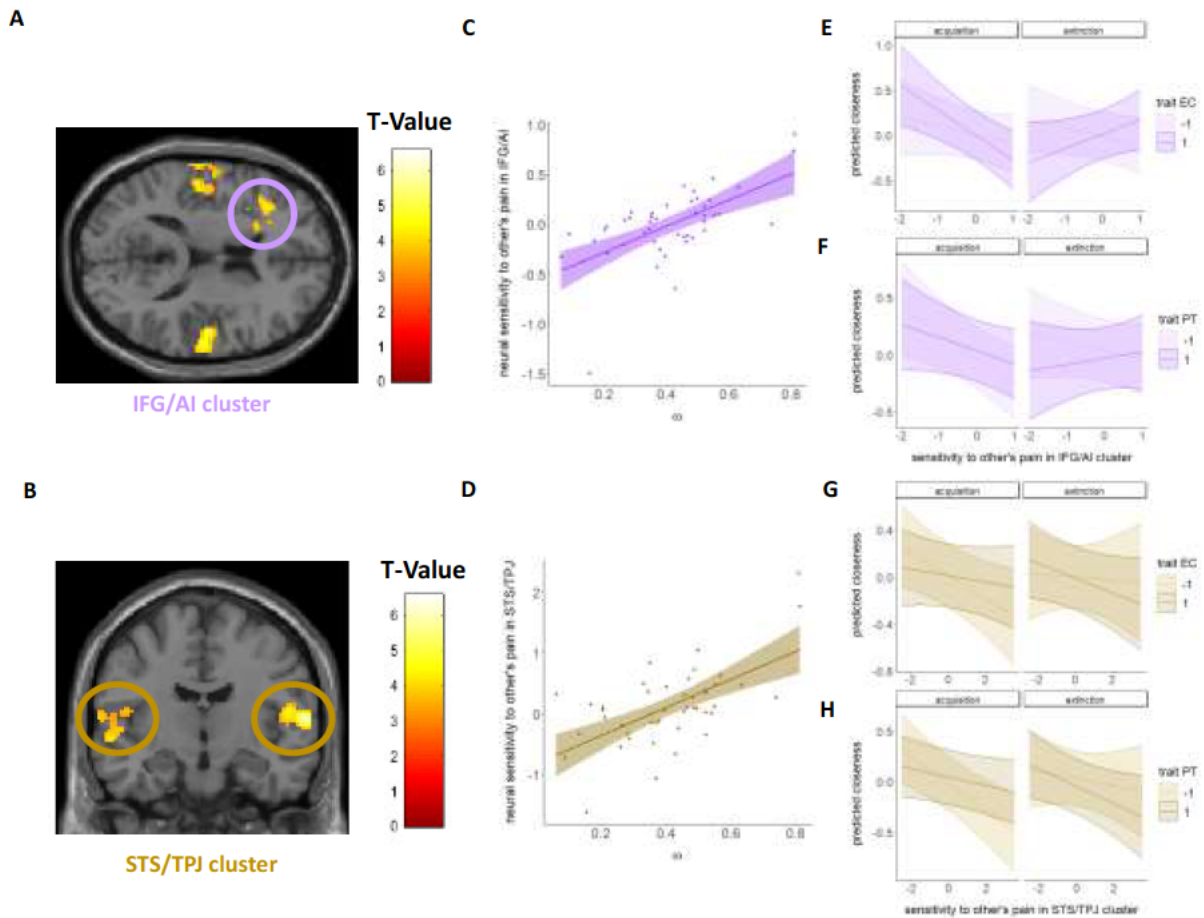 A
T-Value
6
5
4
3
2
1
0
IFG/AI cluster
B
T-Value
6
5
4
3
2
1
0
STS/TPJ cluster
C
neural sensitivity to other's pain in IFG/AI
1.0
0.5
0.0
-0.5
-1.0
-1.5
0.2 0.4 0.6 0.8
ω
D
neural sensitivity to other's pain in STS/TPJ
2
1
0
-1
0.2 0.4 0.6 0.8
ω
E
acquisition extinction
predicted closeness
1.0
0.5
0.0
-0.5
-2 -1 0 1 -2 -1 0 1
trait EC
-1
1
F
acquisition extinction
predicted closeness
0.5
0.0
-0.5
-2 -1 0 1 -2 -1 0 1
sensitivity to other's pain in IFG/AI cluster
trait PT
-1
1
G
acquisition extinction
predicted closeness
0.4
0.0
-0.4
-0.8
-2 0 2 -2 0 2
trait EC
-1
1
H
acquisition extinction
predicted closeness
0.5
0.0
-0.5
-2 0 2 -2 0 2
sensitivity to other's pain in STS/TPJ cluster
trait PT
-1
1